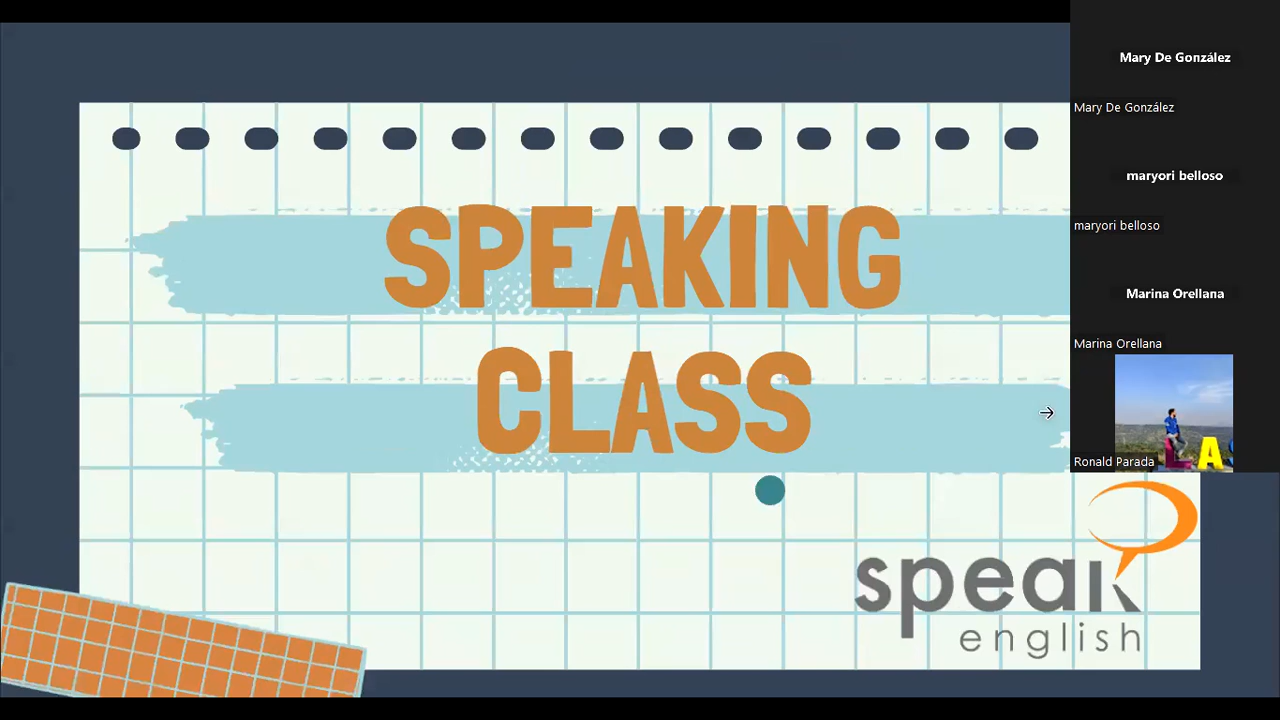 SPEAKING
CLASS
speak
english
Mary De González
Mary De González
maryori belloso
maryori belloso
Marina Orellana
Marina Orellana
LA
Ronald Parada